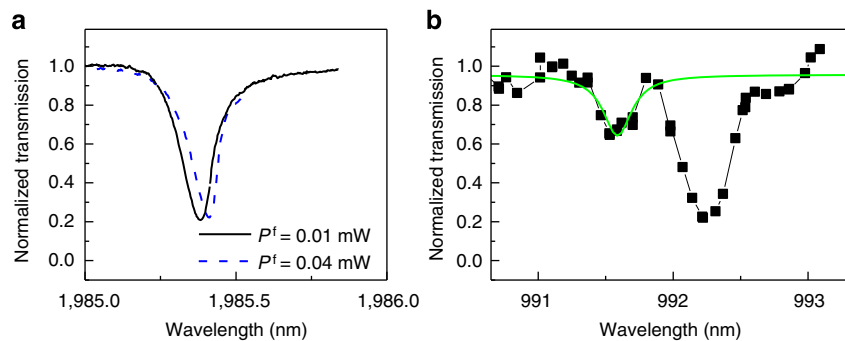 a
Normalized transmission
1.0
0.8
0.6
0.4
0.2
0.0
P^f = 0.01 mW
P^f = 0.04 mW
1,985.0
1,985.5
1,986.0
Wavelength (nm)
b
Normalized transmission
1.0
0.8
0.6
0.4
0.2
0.0
991
992
993
Wavelength (nm)